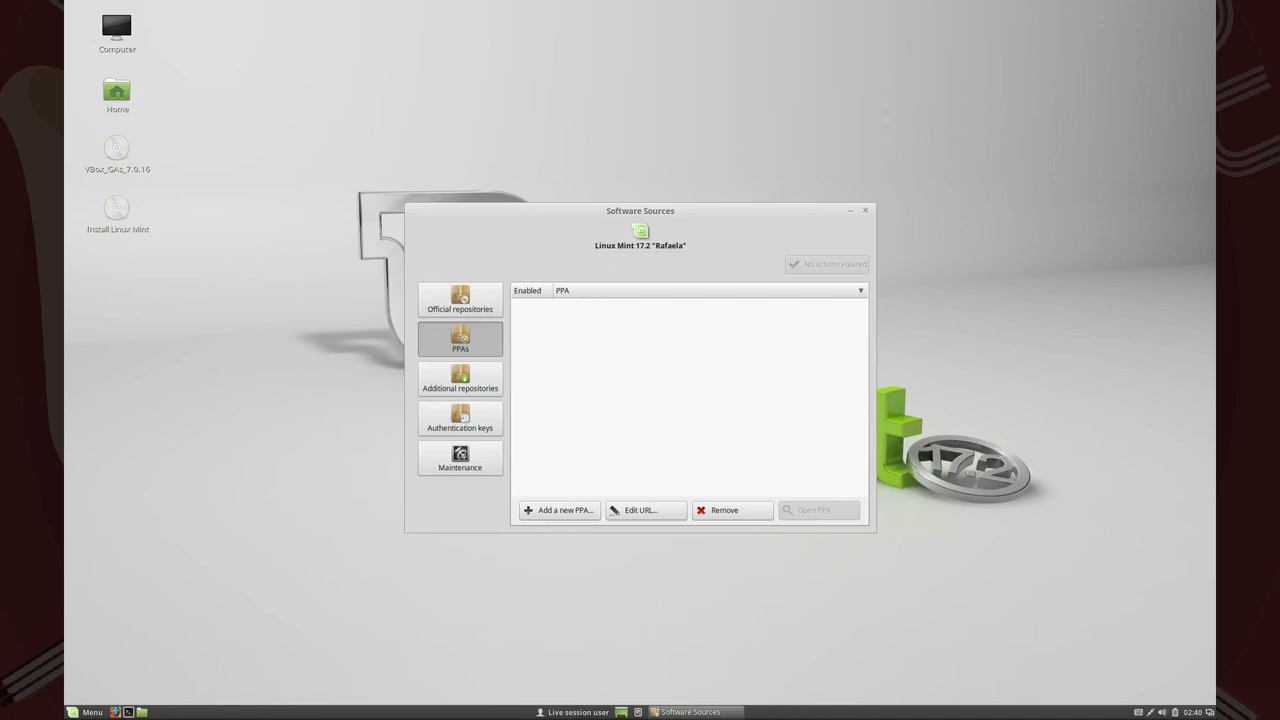 Computer
Home
VBox_GAs_7.0.16
Install Linux Mint
Software Sources
Linux Mint 17.2 "Rafaela"
No action required
Official repositories
PPAs
Additional repositories
Authentication keys
Maintenance
Enabled PPA
Add a new PPA... Edit URL... Remove Open PPA
17.2
Menu Live session user Software Sources 02:40